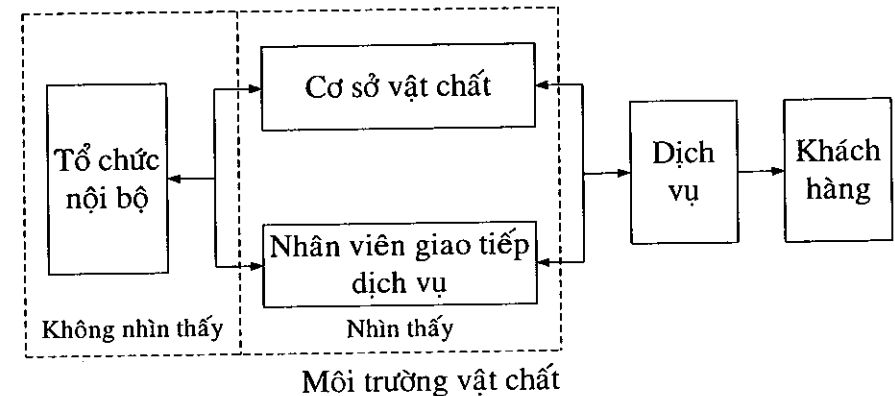 Cơ sở vật chất
Tổ chức
nội bộ
Dịch
vụ
Khách
hàng
Nhân viên giao tiếp
dịch vụ
Không nhìn thấy
Nhìn thấy
Môi trường vật chất